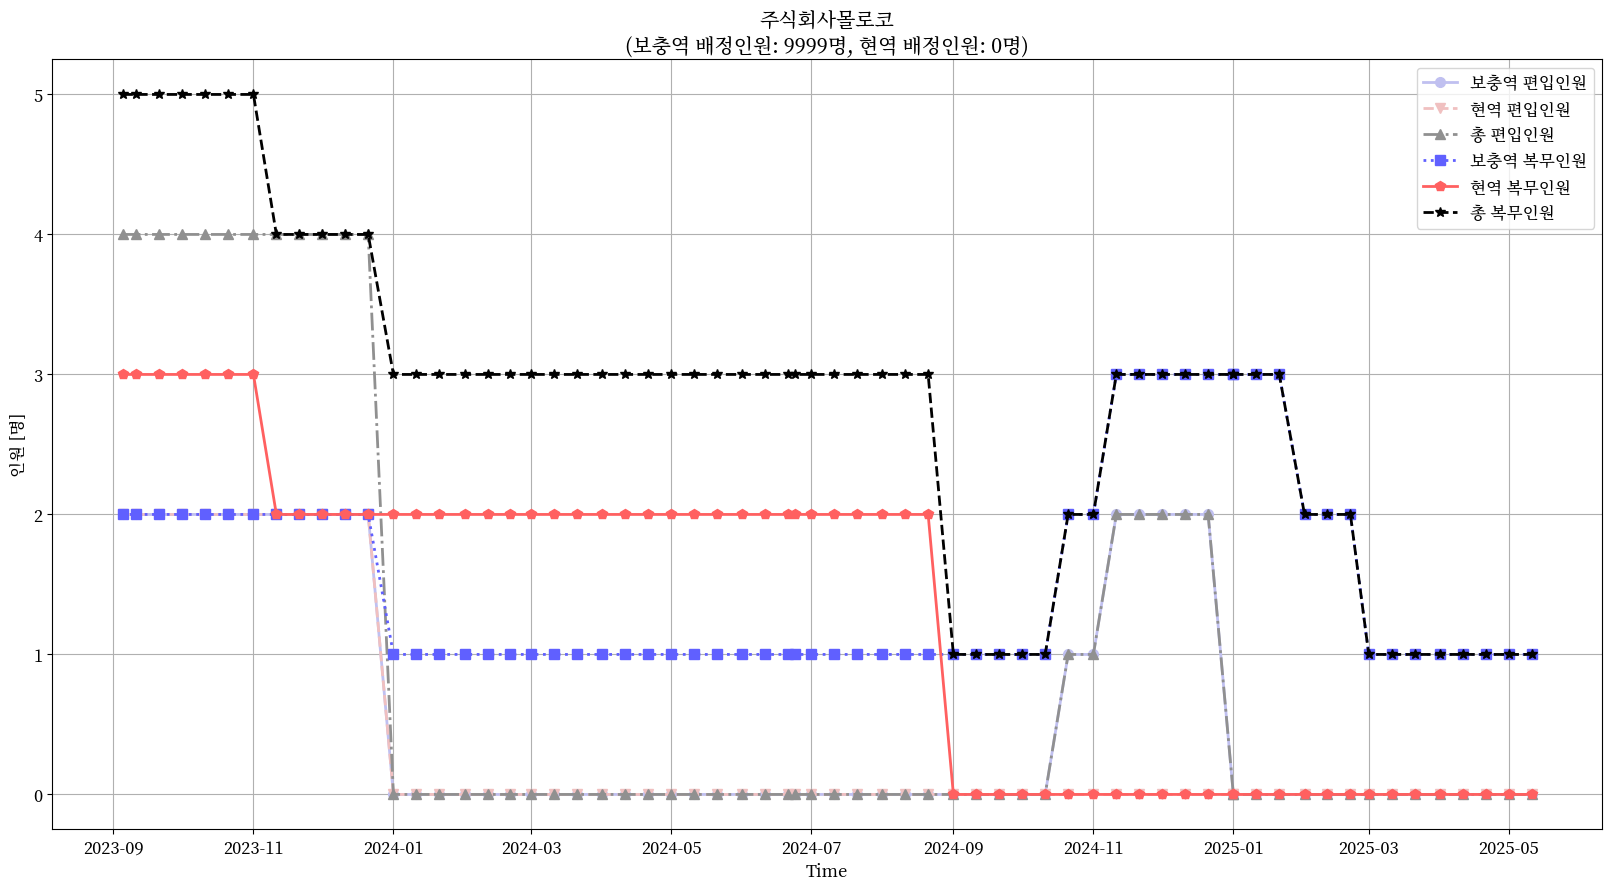 주식회사몰로코
(보충역 배정인원: 9999명, 현역 배정인원: 0명)
보충역 편입인원
현역 편입인원
총 편입인원
보충역 복무인원
현역 복무인원
총 복무인원
인원 [명]
5
4
3
2
1
0
2023-09 2023-11 2024-01 2024-03 2024-05 2024-07 2024-09 2024-11 2025-01 2025-03 2025-05
Time